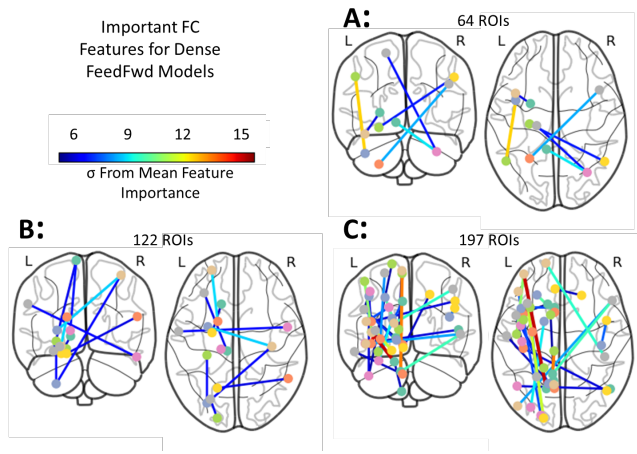 Important FC
Features for Dense
FeedFwd Models
6 9 12 15
σ From Mean Feature
Importance
A:
64 ROIs
L R L R
B:
122 ROIs
L R L R
C:
197 ROIs
L R L R